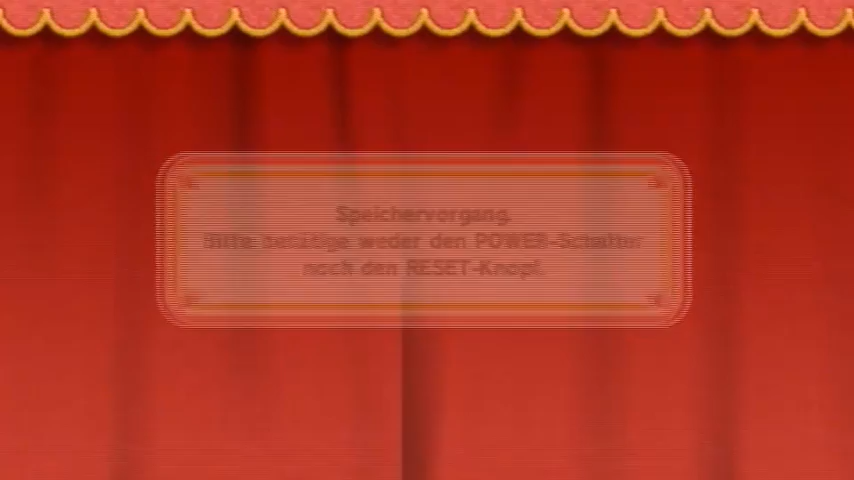 Speichervorgang.
Bitte betätige weder den POWER-Schalter
noch den RESET-Knopf.